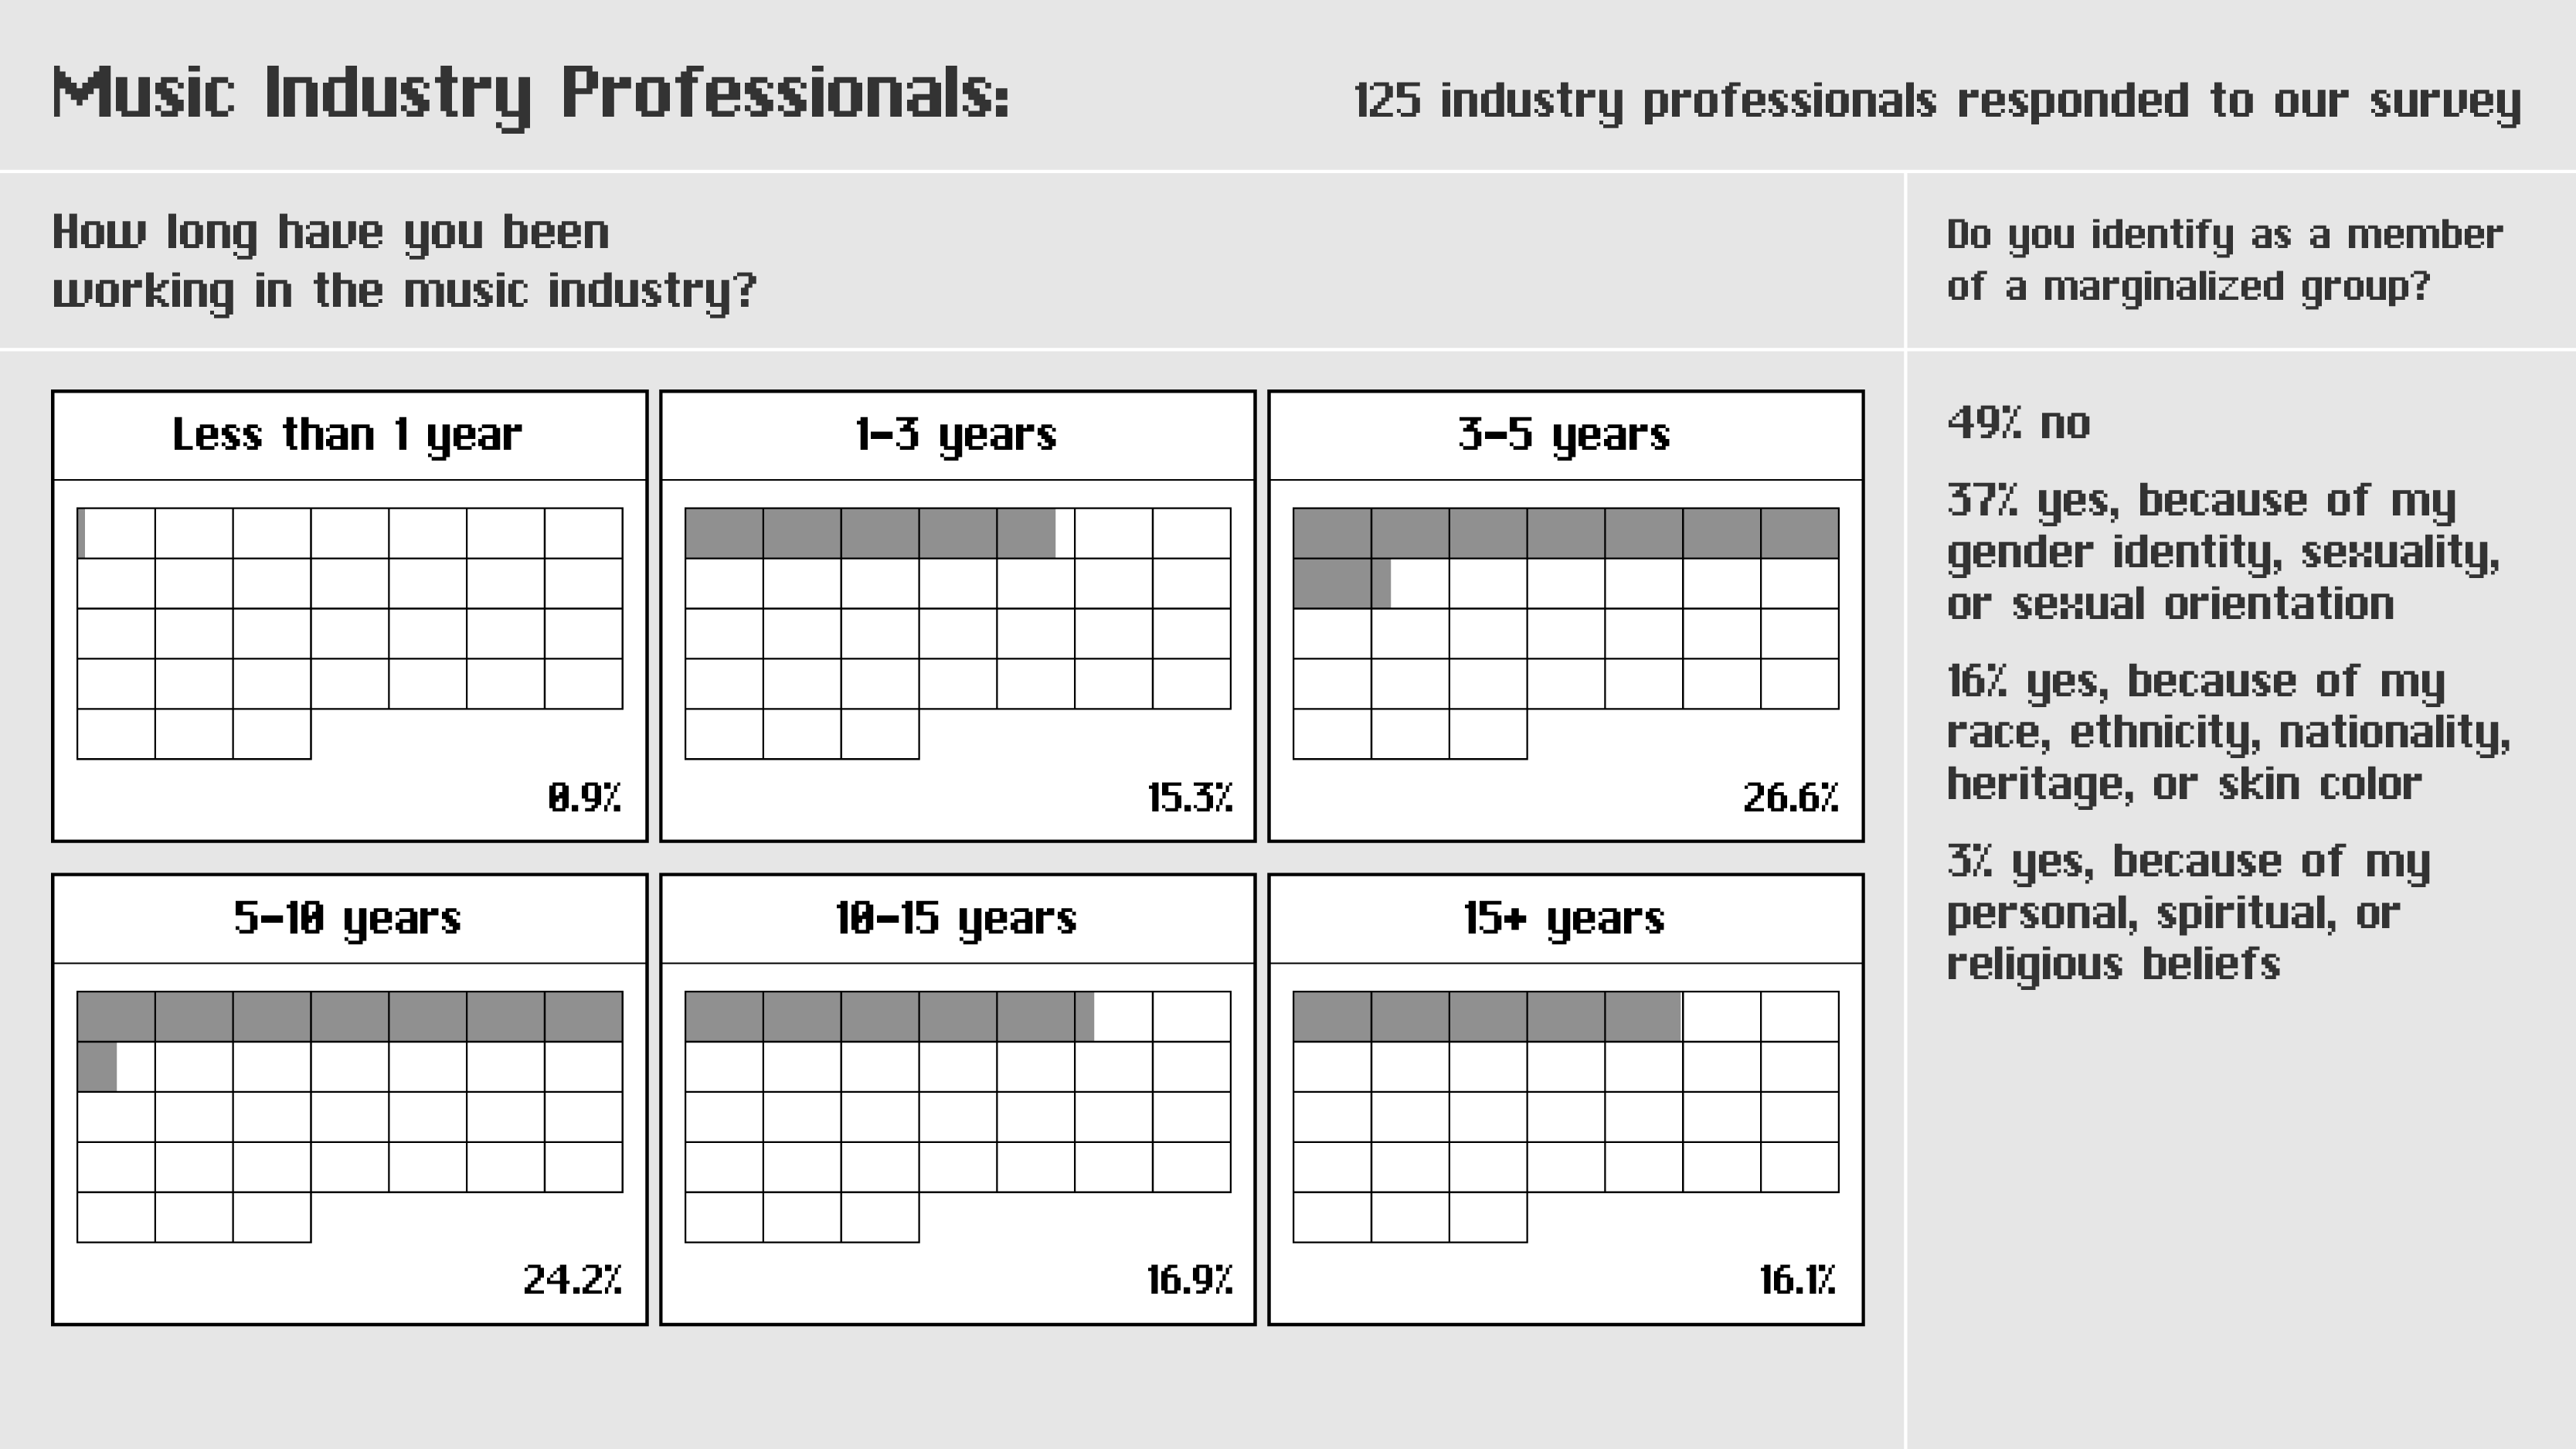 Music Industry Professionals:
125 industry professionals responded to our survey
How long have you been
working in the music industry?
Do you identify as a member
of a marginalized group?
Less than 1 year
0.9%
1-3 years
15.3%
3-5 years
26.6%
5-10 years
24.2%
10-15 years
16.9%
15+ years
16.1%
49% no
37% yes, because of my
gender identity, sexuality,
or sexual orientation
16% yes, because of my
race, ethnicity, nationality,
heritage, or skin color
3% yes, because of my
personal, spiritual, or
religious beliefs